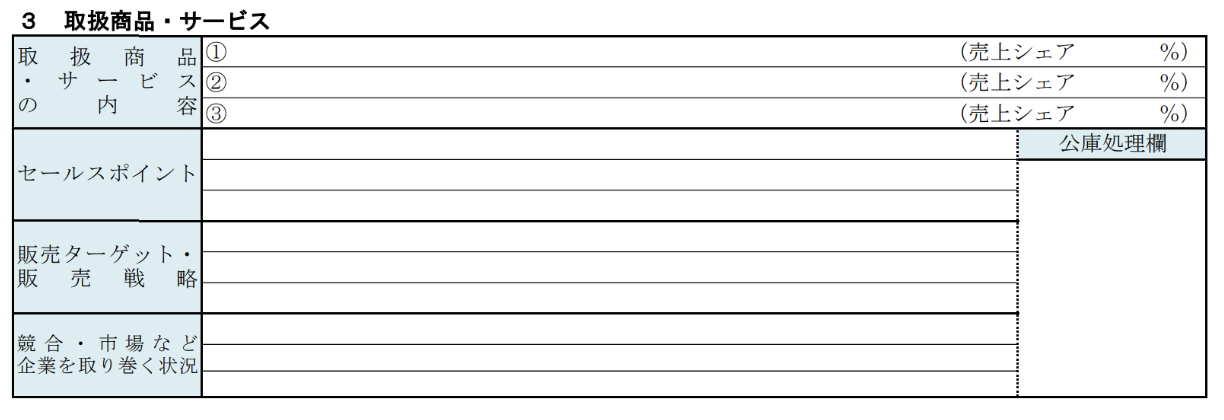 ３　取扱商品・サービス
取扱商品
・サービス
の内容
①　（売上シェア　　％）
②　（売上シェア　　％）
③　（売上シェア　　％）
公庫処理欄
セールスポイント
販売ターゲット・
販売戦略
競合・市場など
企業を取り巻く状況